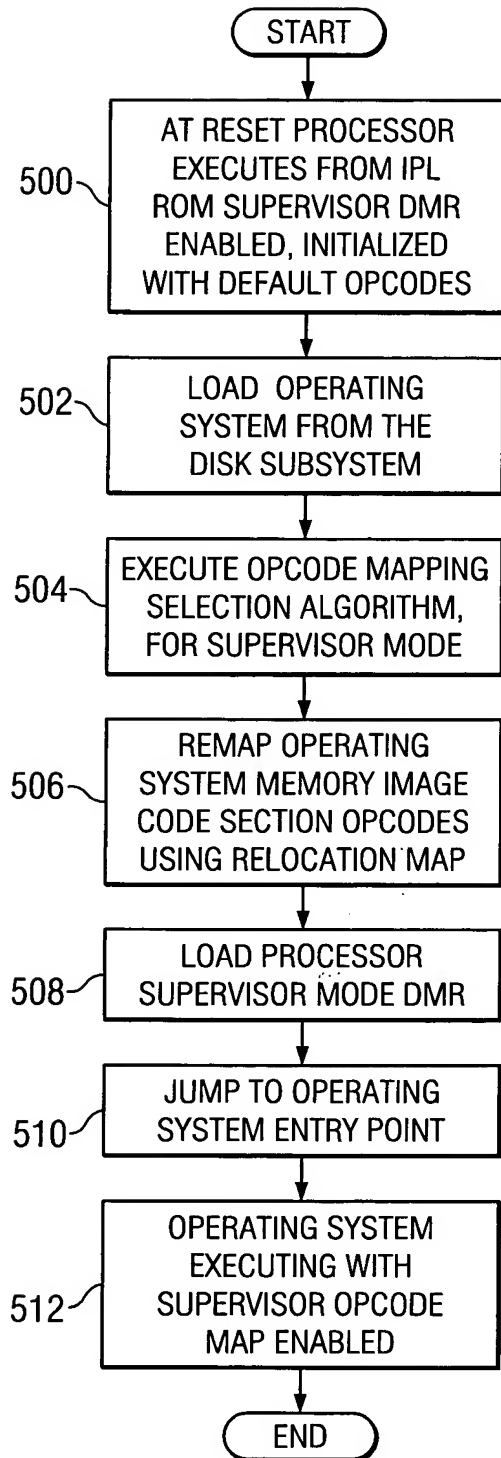 START
500
AT RESET PROCESSOR
EXECUTES FROM IPL
ROM SUPERVISOR DMR
ENABLED, INITIALIZED
WITH DEFAULT OPCODES
502
LOAD OPERATING
SYSTEM FROM THE
DISK SUBSYSTEM
504
EXECUTE OPCODE MAPPING
SELECTION ALGORITHM,
FOR SUPERVISOR MODE
506
REMAP OPERATING
SYSTEM MEMORY IMAGE
CODE SECTION OPCODES
USING RELOCATION MAP
508
LOAD PROCESSOR
SUPERVISOR MODE DMR
510
JUMP TO OPERATING
SYSTEM ENTRY POINT
512
OPERATING SYSTEM
EXECUTING WITH
SUPERVISOR OPCODE
MAP ENABLED
END